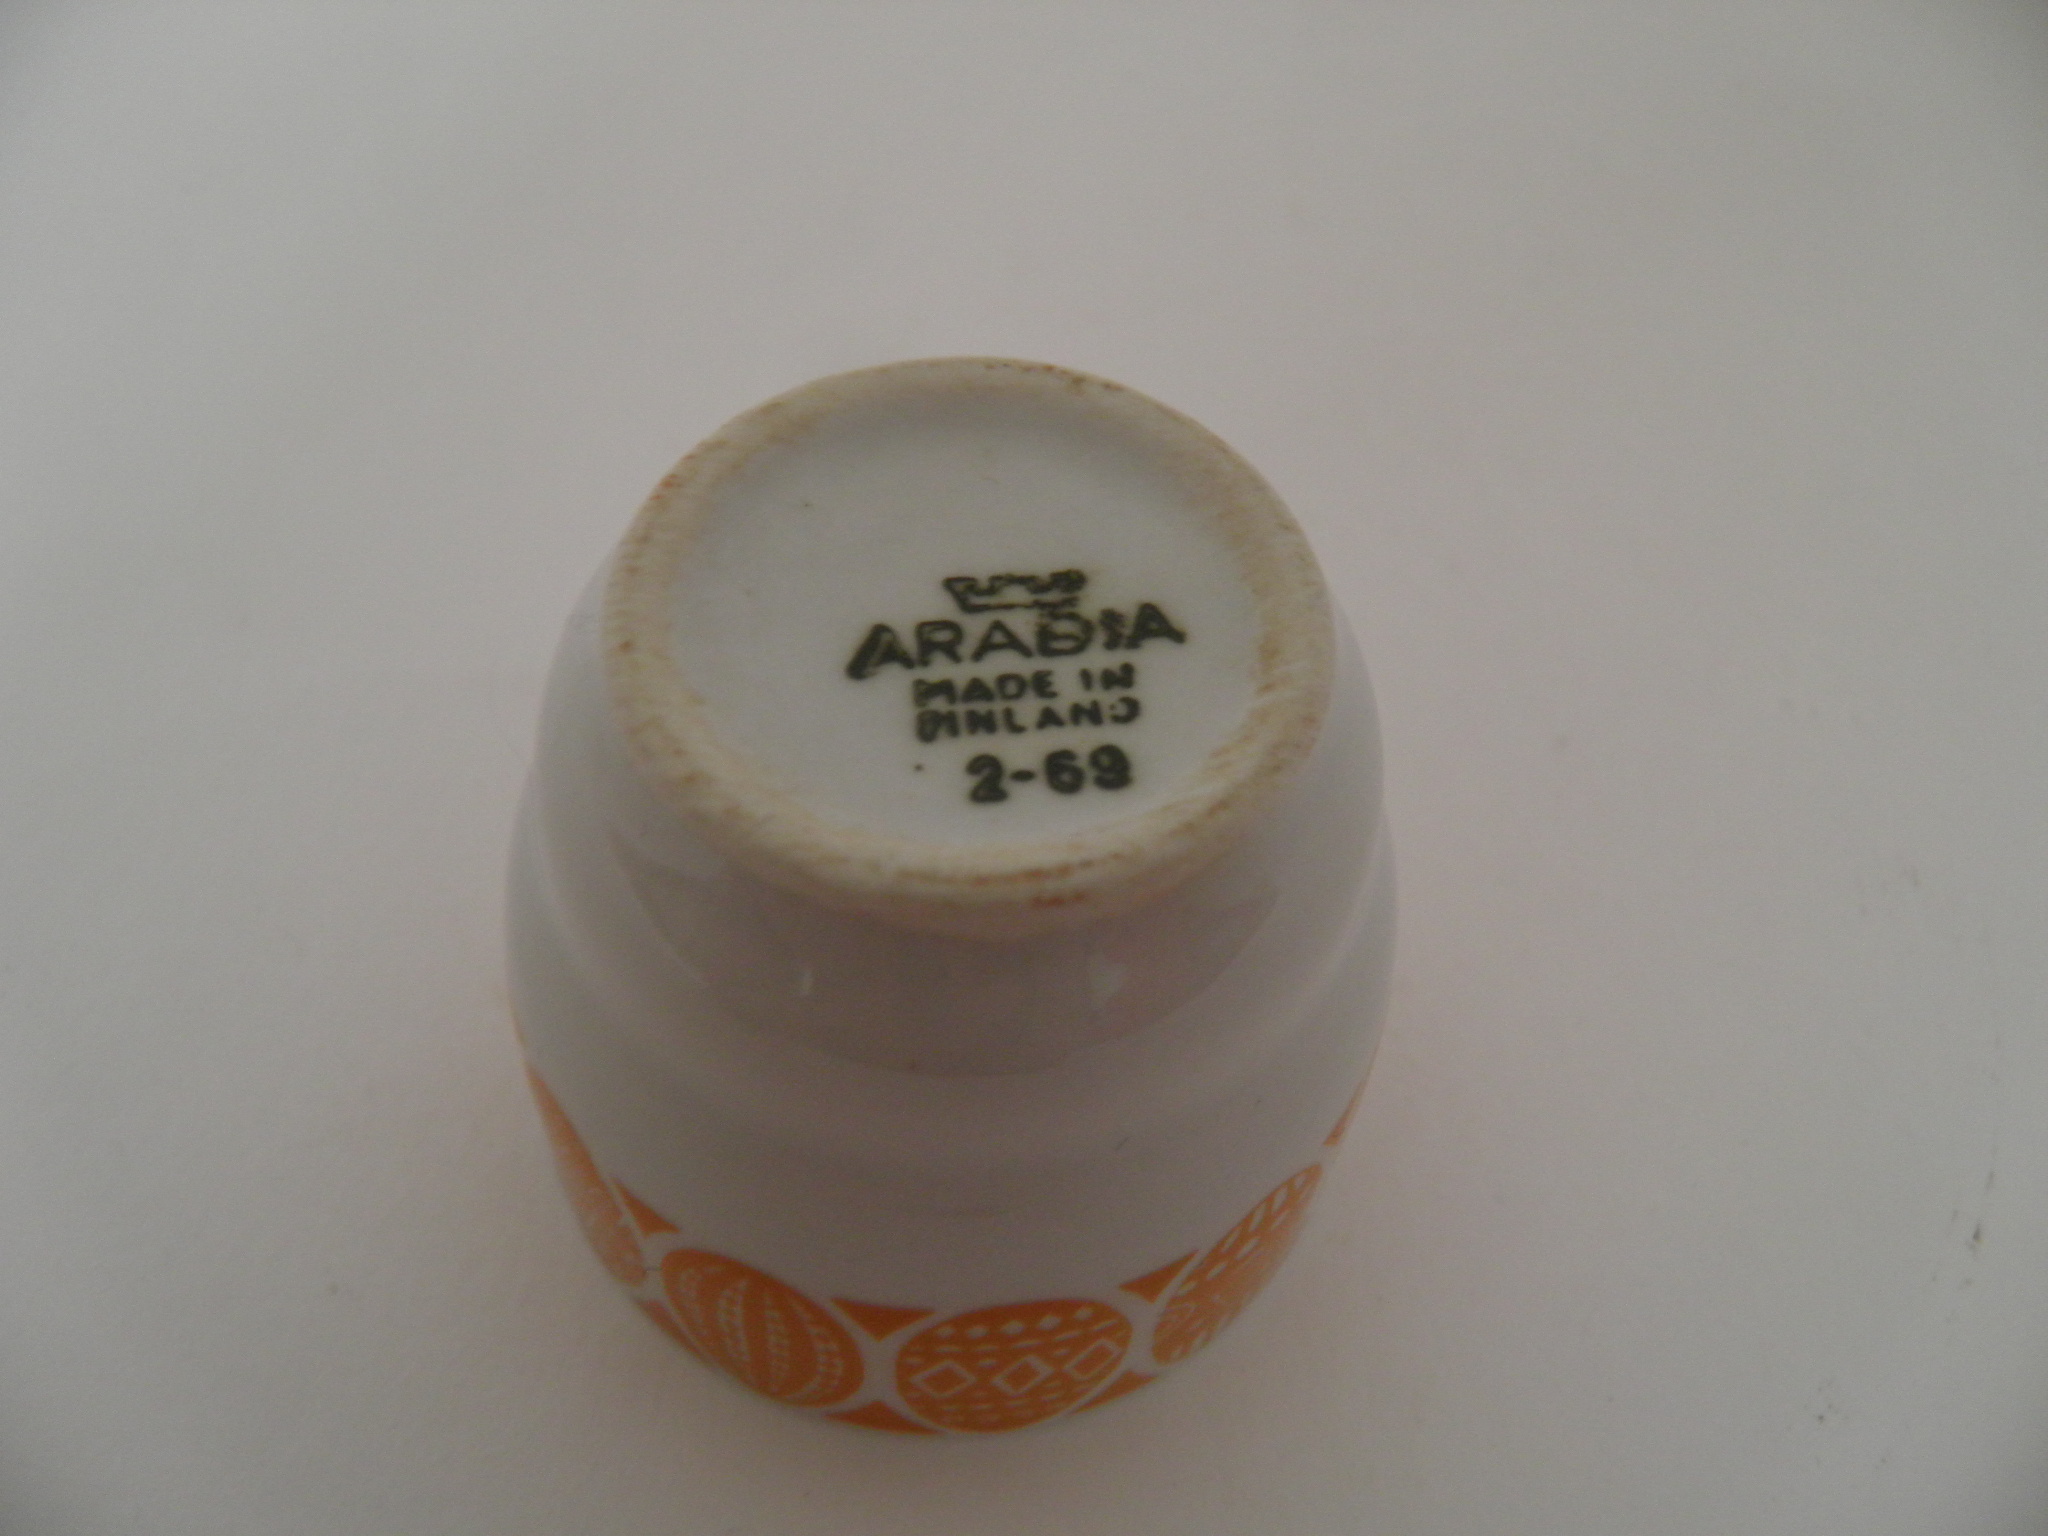 ARABIA
MADE IN
FINLAND
2-69